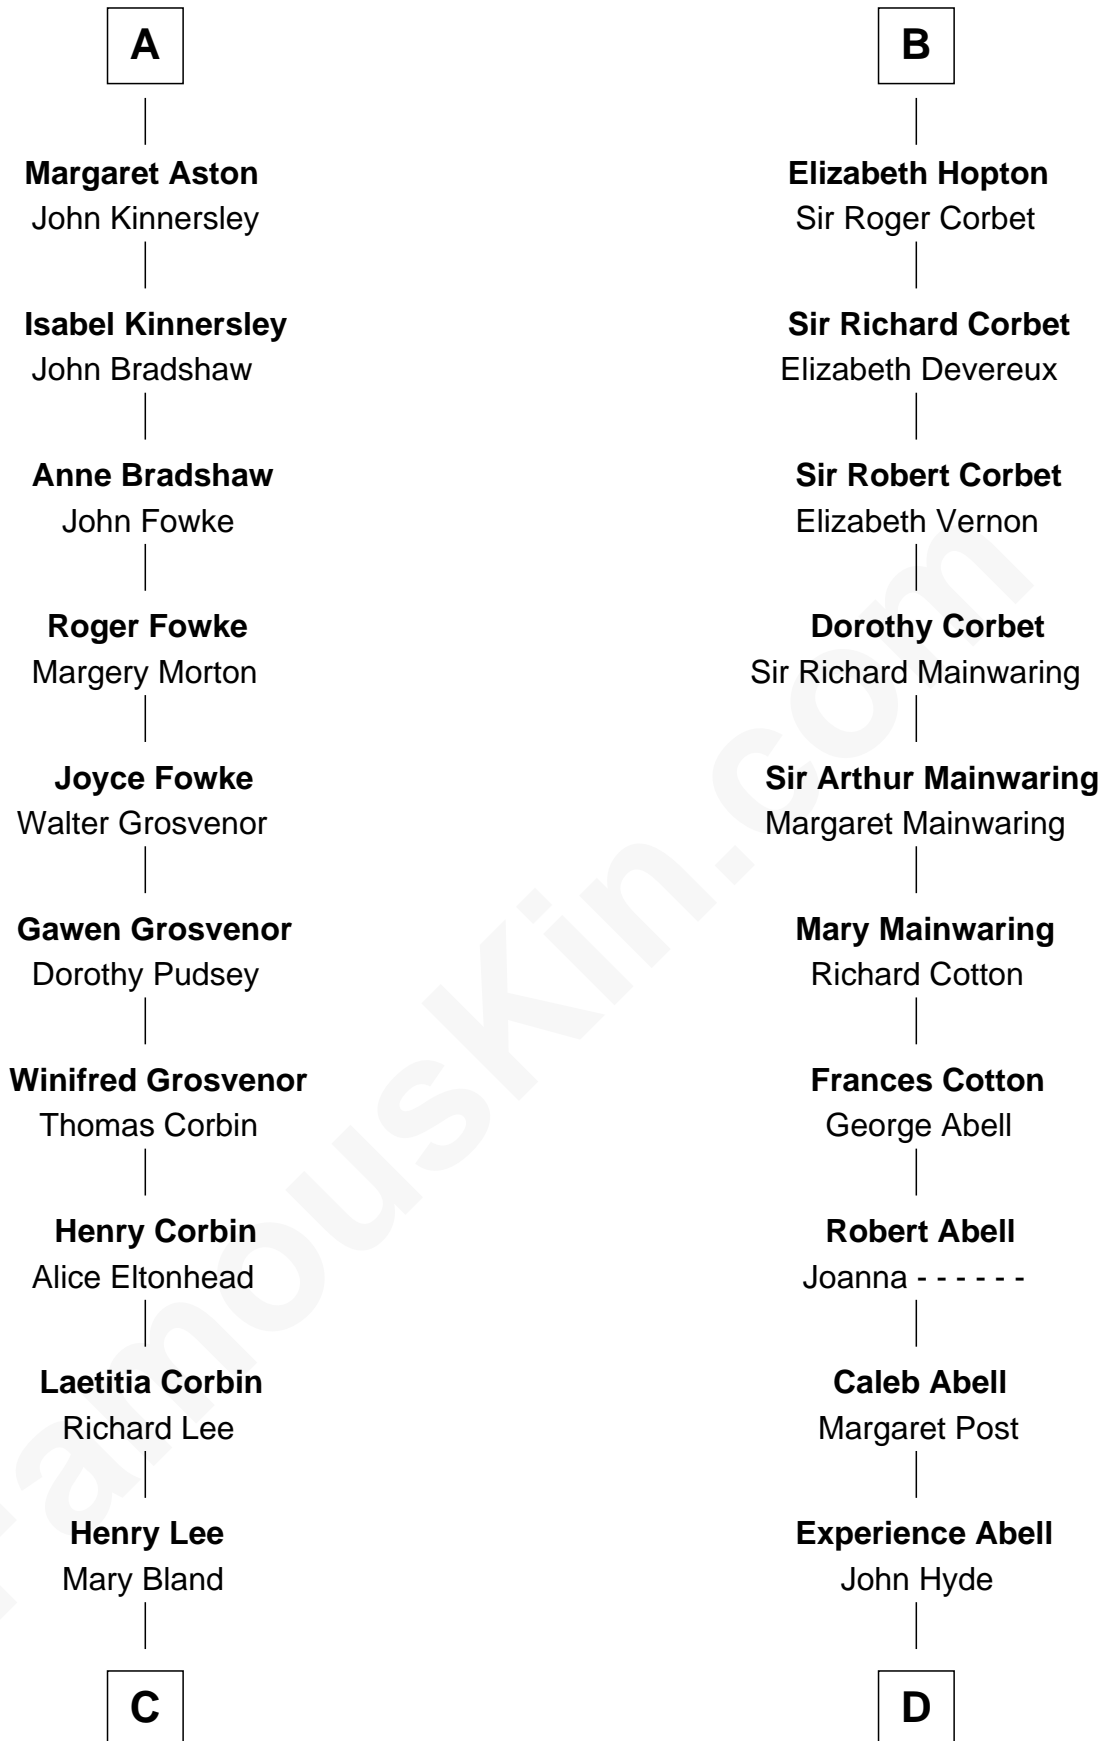 A
Margaret Aston
John Kinnersley
Isabel Kinnersley
John Bradshaw
Anne Bradshaw
John Fowke
Roger Fowke
Margery Morton
Joyce Fowke
Walter Grosvenor
Gawen Grosvenor
Dorothy Pudsey
Winifred Grosvenor
Thomas Corbin
Henry Corbin
Alice Eltonhead
Laetitia Corbin
Richard Lee
Henry Lee
Mary Bland
C
B
Elizabeth Hopton
Sir Roger Corbet
Sir Richard Corbet
Elizabeth Devereux
Sir Robert Corbet
Elizabeth Vernon
Dorothy Corbet
Sir Richard Mainwaring
Sir Arthur Mainwaring
Margaret Mainwaring
Mary Mainwaring
Richard Cotton
Frances Cotton
George Abell
Robert Abell
Joanna - - - - - -
Caleb Abell
Margaret Post
Experience Abell
John Hyde
D
FamousKin.com